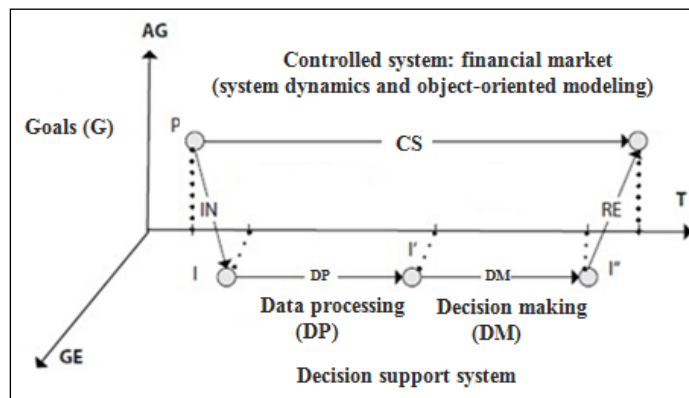 AG
Controlled system: financial market
(system dynamics and object-oriented modeling)
Goals (G)
P
CS
T
IN
RE
I
DP
I'
DM
I"
Data processing
(DP)
Decision making
(DM)
GE
Decision support system